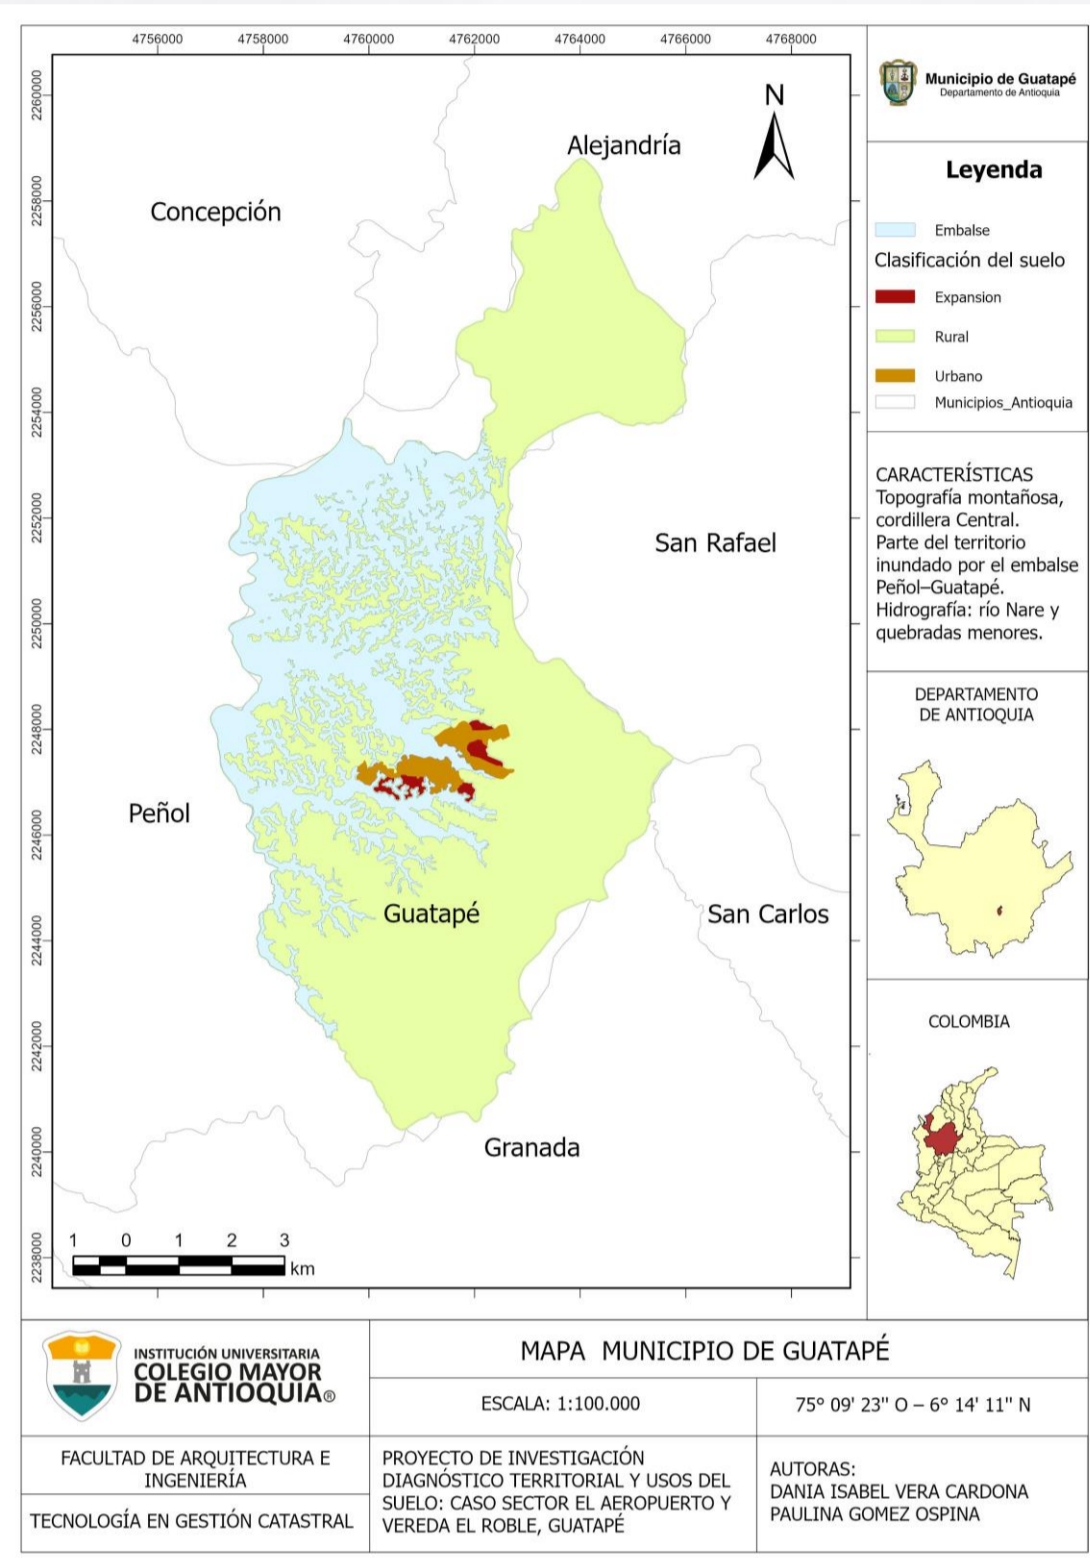 4756000 4758000 4760000 4762000 4764000 4766000 4768000
2260000
2258000
2256000
2254000
2252000
2250000
2248000
2246000
2244000
2242000
2240000
2238000
N
Alejandría
Concepción
San Rafael
Peñol
Guatapé
San Carlos
Granada
1 0 1 2 3
km
Municipio de Guatapé
Departamento de Antioquia
Leyenda
Embalse
Clasificación del suelo
Expansion
Rural
Urbano
Municipios_Antioquia
CARACTERÍSTICAS
Topografía montañosa,
cordillera Central.
Parte del territorio
inundado por el embalse
Peñol–Guatapé.
Hidrografía: río Nare y
quebradas menores.
DEPARTAMENTO
DE ANTIOQUIA
COLOMBIA
INSTITUCIÓN UNIVERSITARIA
COLEGIO MAYOR
DE ANTIOQUIA®
MAPA MUNICIPIO DE GUATAPÉ
ESCALA: 1:100.000
75° 09' 23" O – 6° 14' 11" N
FACULTAD DE ARQUITECTURA E
INGENIERÍA
TECNOLOGÍA EN GESTIÓN CATASTRAL
PROYECTO DE INVESTIGACIÓN
DIAGNÓSTICO TERRITORIAL Y USOS DEL
SUELO: CASO SECTOR EL AEROPUERTO Y
VEREDA EL ROBLE, GUATAPÉ
AUTORAS:
DANIA ISABEL VERA CARDONA
PAULINA GOMEZ OSPINA